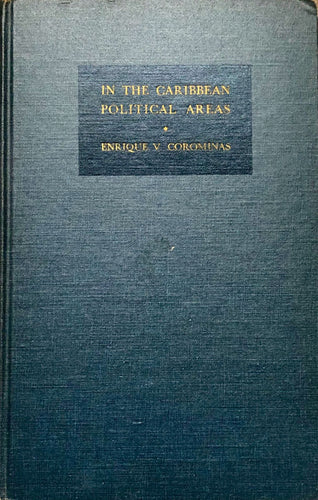 IN THE CARIBBEAN
POLITICAL AREAS
ENRIQUE V. COROMINAS